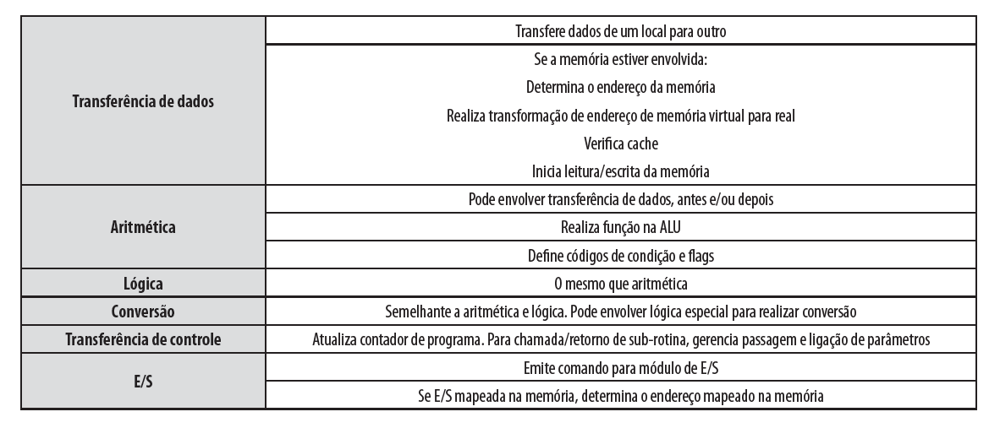 Transferência de dados
Transfere dados de um local para outro
Se a memória estiver envolvida:
Determina o endereço da memória
Realiza transformação de endereço de memória virtual para real
Verifica cache
Inicia leitura/escrita da memória
Aritmética
Pode envolver transferência de dados, antes e/ou depois
Realiza função na ALU
Define códigos de condição e flags
Lógica
O mesmo que aritmética
Conversão
Semelhante a aritmética e lógica. Pode envolver lógica especial para realizar conversão
Transferência de controle
Atualiza contador de programa. Para chamada/retorno de sub-rotina, gerencia passagem e ligação de parâmetros
E/S
Emite comando para módulo de E/S
Se E/S mapeada na memória, determina o endereço mapeado na memória